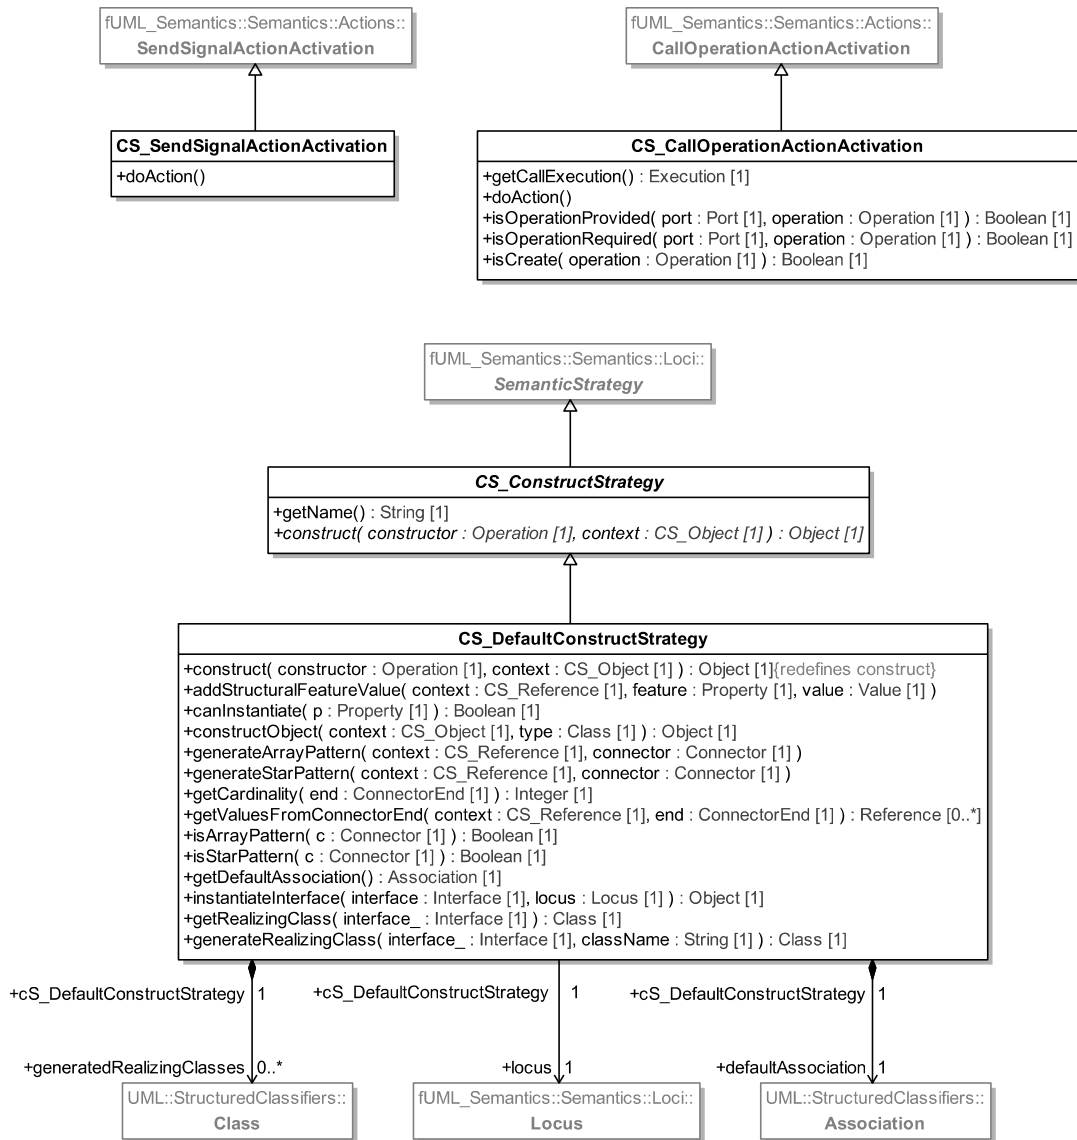 fUML_Semantics::Semantics::Actions::
SendSignalActionActivation
fUML_Semantics::Semantics::Actions::
CallOperationActionActivation
CS_SendSignalActionActivation
+doAction()
CS_CallOperationActionActivation
+getCallExecution() : Execution [1]
+doAction()
+isOperationProvided( port : Port [1], operation : Operation [1] ) : Boolean [1]
+isOperationRequired( port : Port [1], operation : Operation [1] ) : Boolean [1]
+isCreate( operation : Operation [1] ) : Boolean [1]
fUML_Semantics::Semantics::Loci::
SemanticStrategy
CS_ConstructStrategy
+getName() : String [1]
+construct( constructor : Operation [1], context : CS_Object [1] ) : Object [1]
CS_DefaultConstructStrategy
+construct( constructor : Operation [1], context : CS_Object [1] ) : Object [1]{redefines construct}
+addStructuralFeatureValue( context : CS_Reference [1], feature : Property [1], value : Value [1] )
+canInstantiate( p : Property [1] ) : Boolean [1]
+constructObject( context : CS_Object [1], type : Class [1] ) : Object [1]
+generateArrayPattern( context : CS_Reference [1], connector : Connector [1] )
+generateStarPattern( context : CS_Reference [1], connector : Connector [1] )
+getCardinality( end : ConnectorEnd [1] ) : Integer [1]
+getValuesFromConnectorEnd( context : CS_Reference [1], end : ConnectorEnd [1] ) : Reference [0..*]
+isArrayPattern( c : Connector [1] ) : Boolean [1]
+isStarPattern( c : Connector [1] ) : Boolean [1]
+getDefaultAssociation() : Association [1]
+instantiateInterface( interface : Interface [1], locus : Locus [1] ) : Object [1]
+getRealizingClass( interface_ : Interface [1] ) : Class [1]
+generateRealizingClass( interface_ : Interface [1], className : String [1] ) : Class [1]
+cS_DefaultConstructStrategy 1
+cS_DefaultConstructStrategy 1
+cS_DefaultConstructStrategy 1
+generatedRealizingClasses 0..*
+locus 1
+defaultAssociation 1
UML::StructuredClassifiers::
Class
fUML_Semantics::Semantics::Loci::
Locus
UML::StructuredClassifiers::
Association